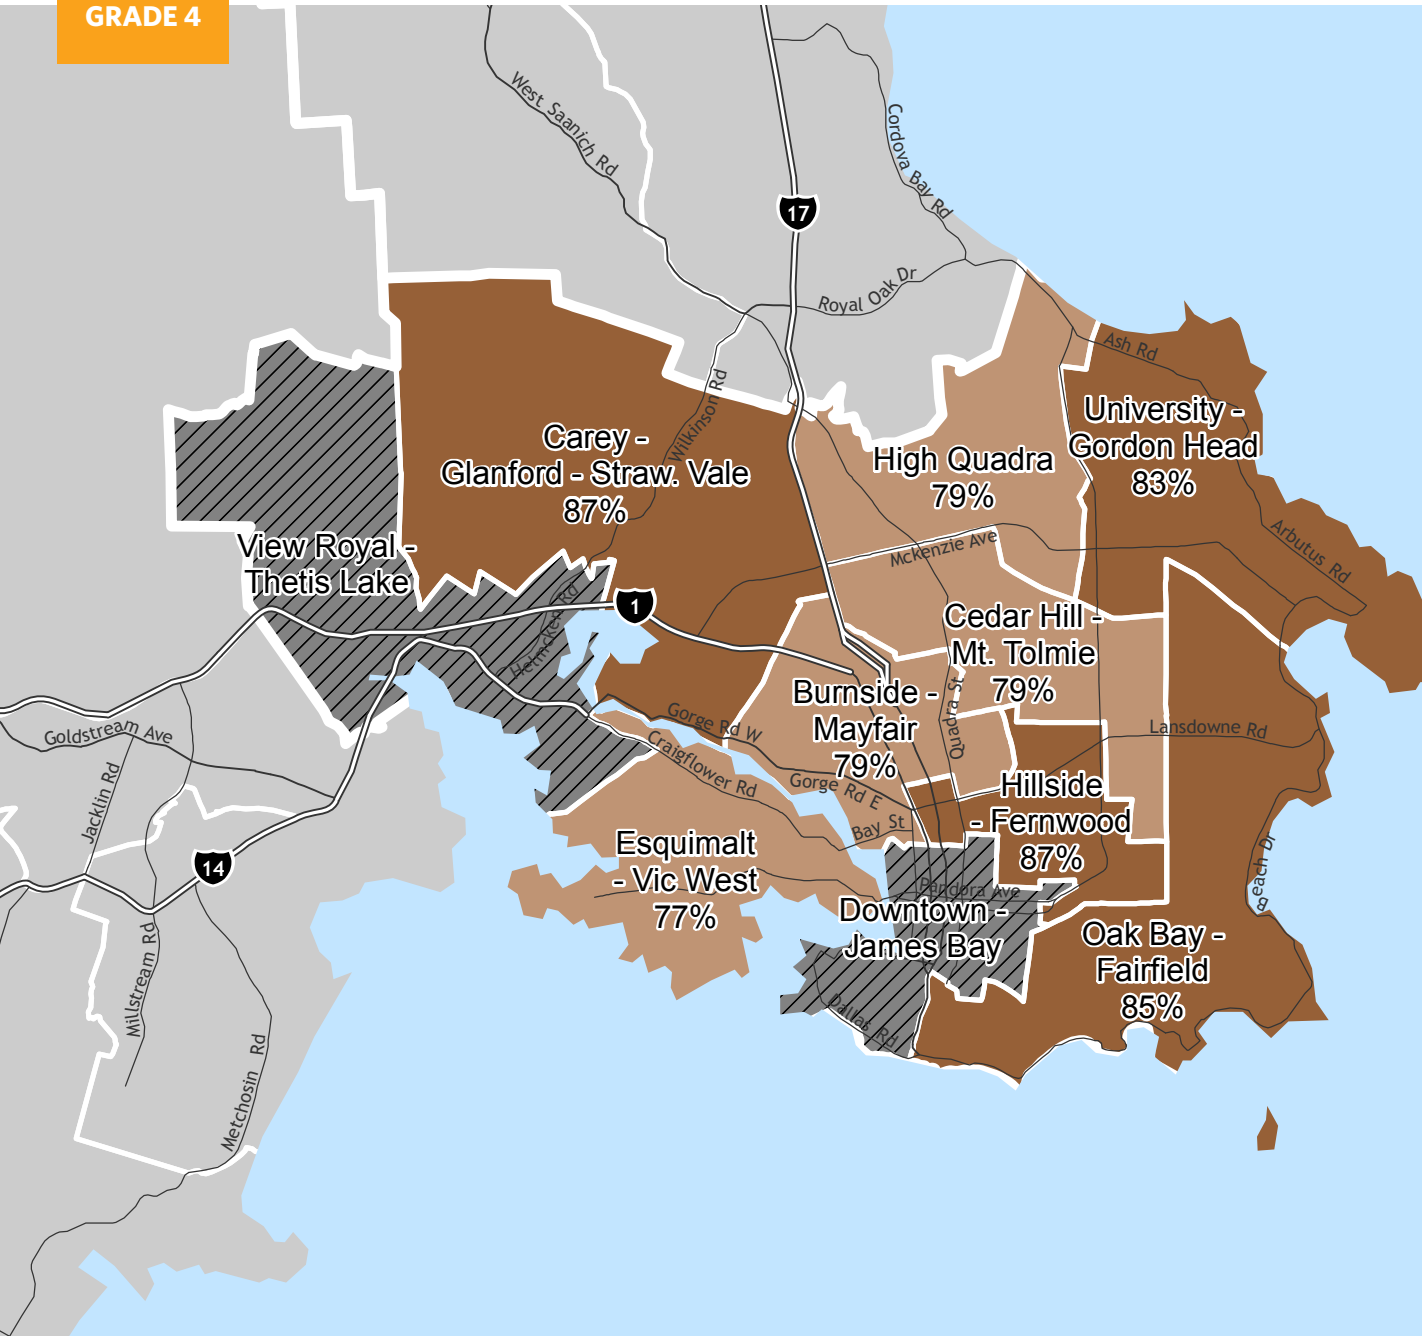 GRADE 4
West Saanich Rd
17
Cordova Bay Rd
Royal Oak Dr
Ash Rd
Wilkinson Rd
Carey -
Glanford - Straw. Vale
87%
High Quadra
79%
University -
Gordon Head
83%
Arbutus Rd
Mckenzie Ave
View Royal -
Thetis Lake
Helmcken Rd
1
Cedar Hill -
Mt. Tolmie
79%
Burnside -
Mayfair
79%
Quadra St
Lansdowne Rd
Gorge Rd W
Craigflower Rd
Gorge Rd E
Bay St
Goldstream Ave
Jacklin Rd
14
Hillside
- Fernwood
87%
Esquimalt
- Vic West
77%
Pandora Ave
Downtown -
James Bay
Beach Dr
Oak Bay -
Fairfield
85%
Dallas Rd
Millstream Rd
Metchosin Rd